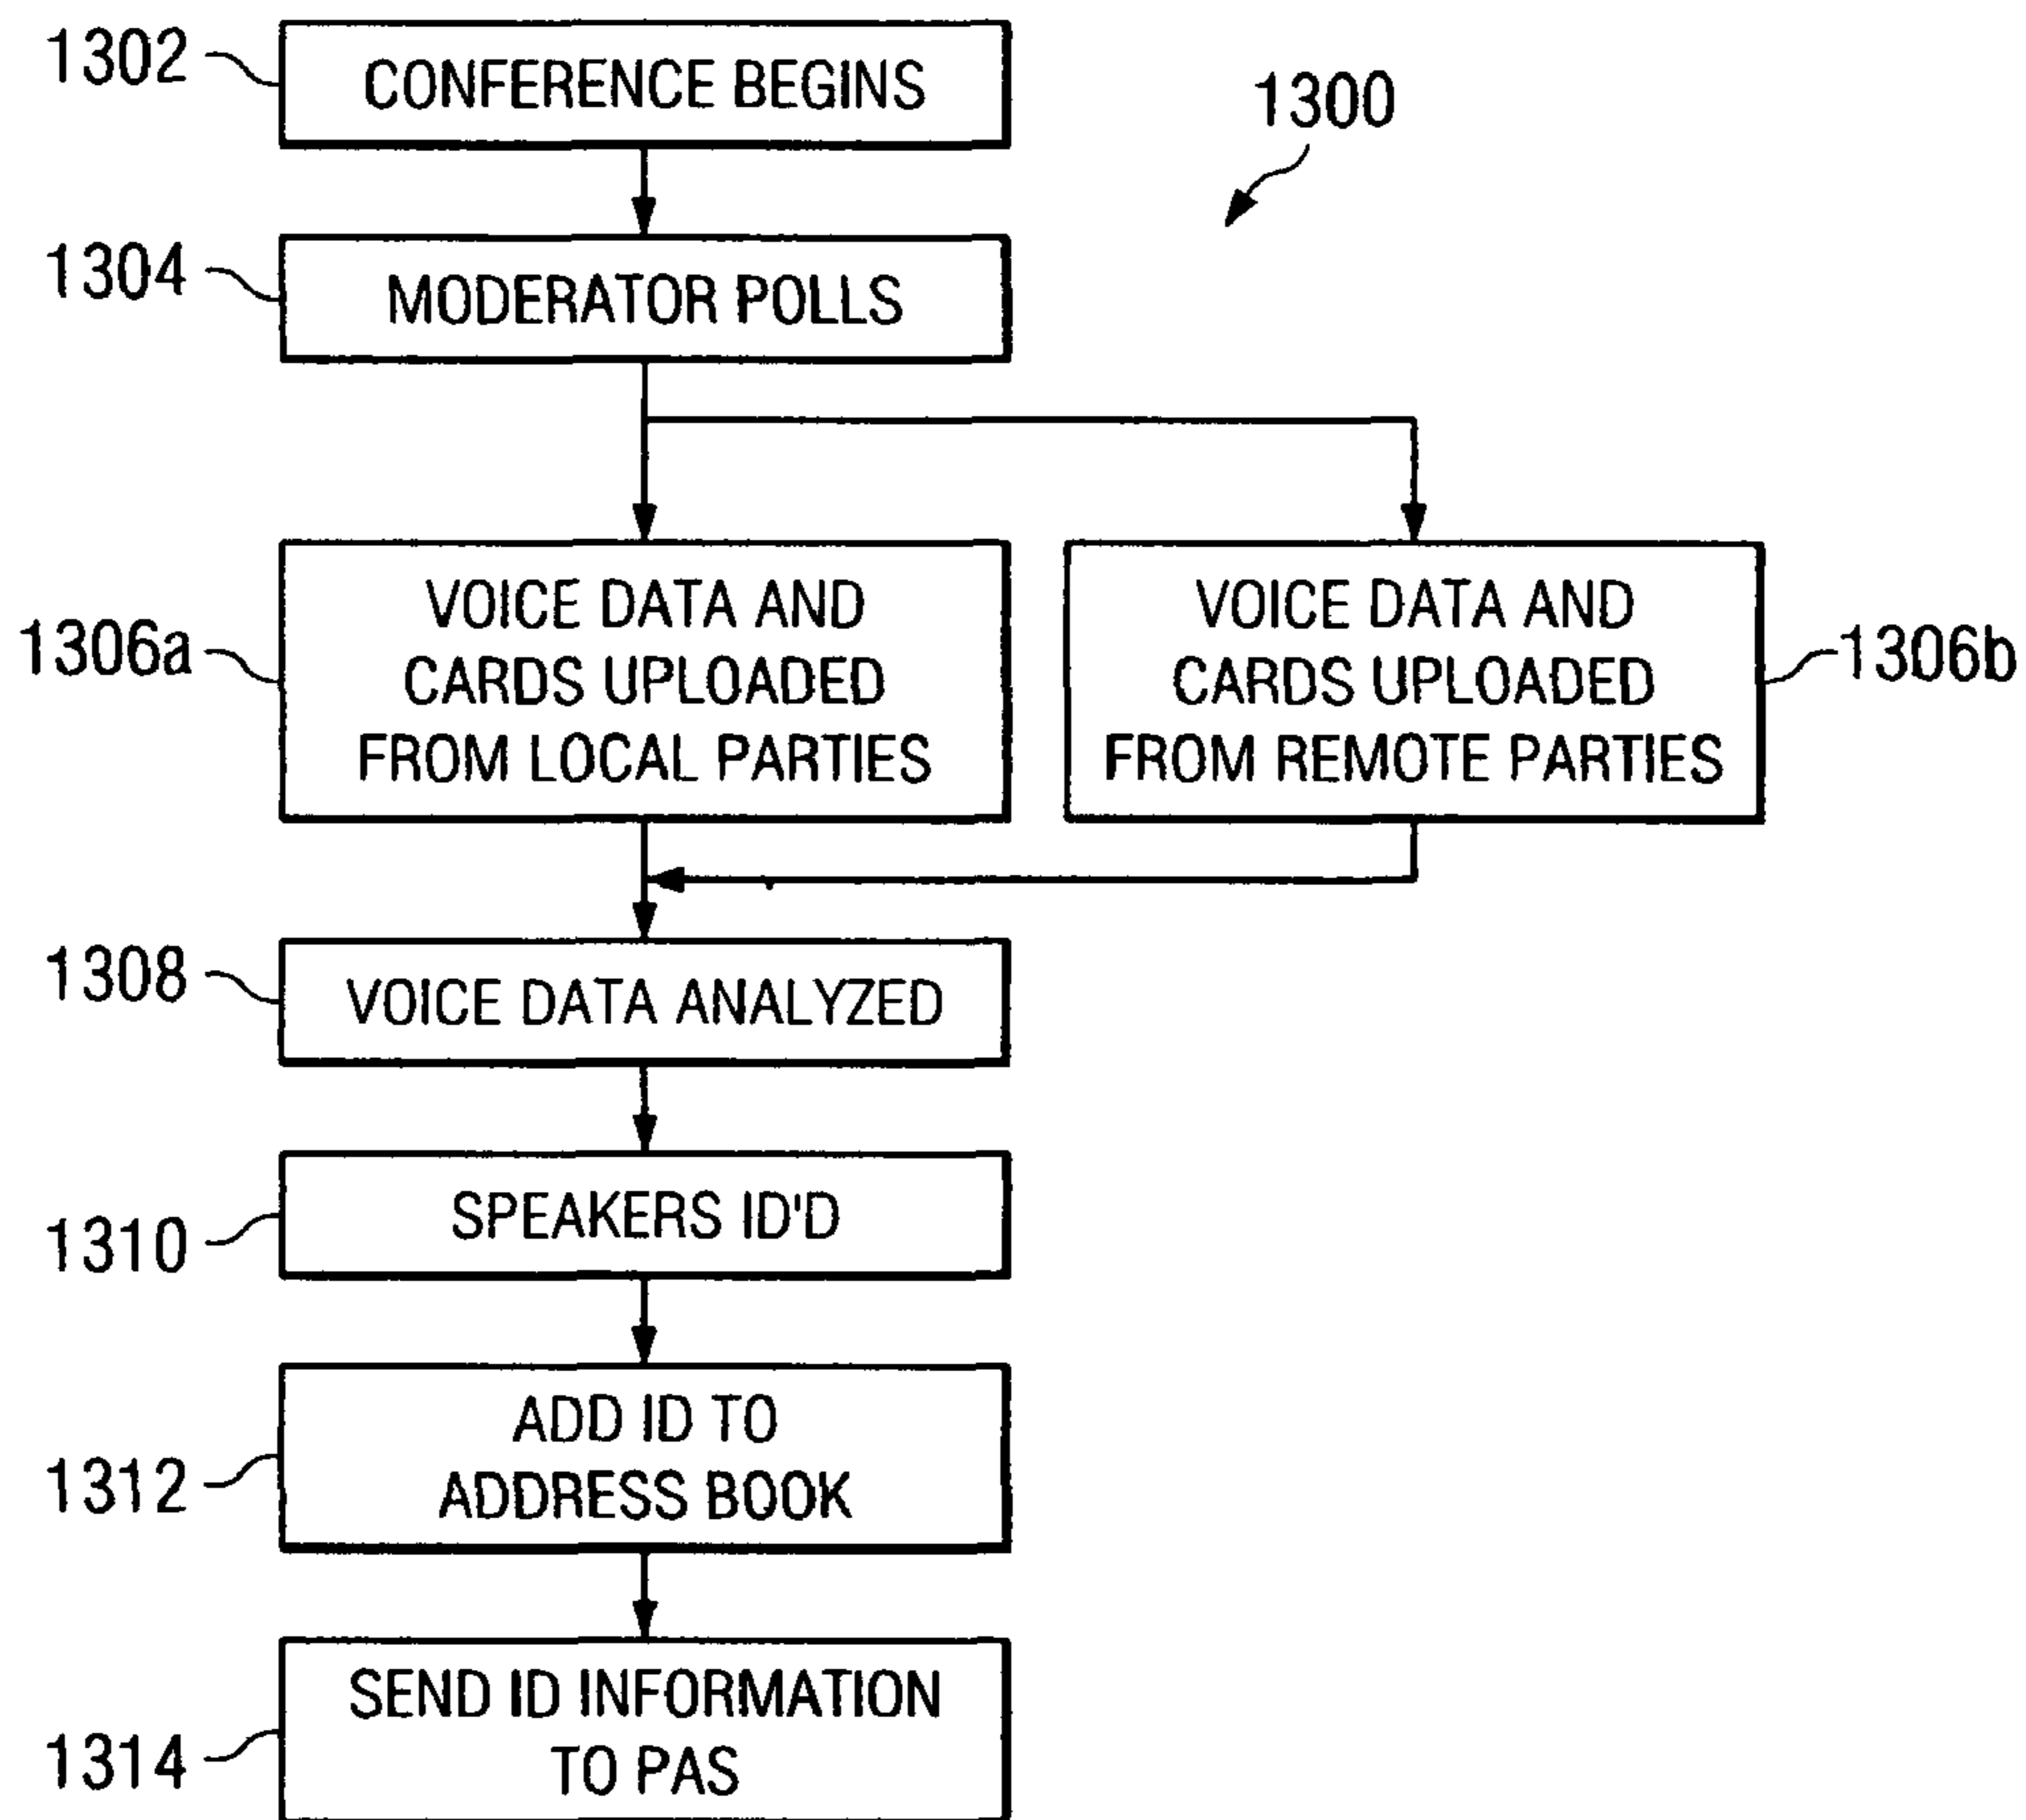 1302
CONFERENCE BEGINS
1300
1304
MODERATOR POLLS
1306a
VOICE DATA AND
CARDS UPLOADED
FROM LOCAL PARTIES
VOICE DATA AND
CARDS UPLOADED
FROM REMOTE PARTIES
1306b
1308
VOICE DATA ANALYZED
1310
SPEAKERS ID'D
1312
ADD ID TO
ADDRESS BOOK
1314
SEND ID INFORMATION
TO PAS